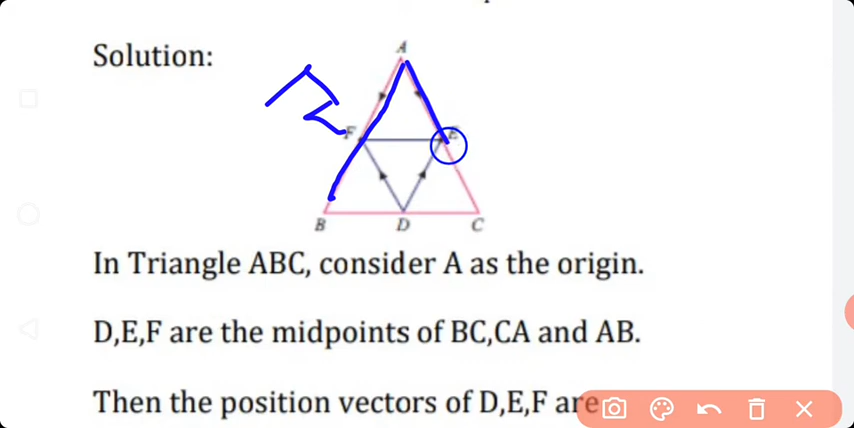 Solution:
A
F E
B D C
In Triangle ABC, consider A as the origin.
D,E,F are the midpoints of BC,CA and AB.
Then the position vectors of D,E,F are